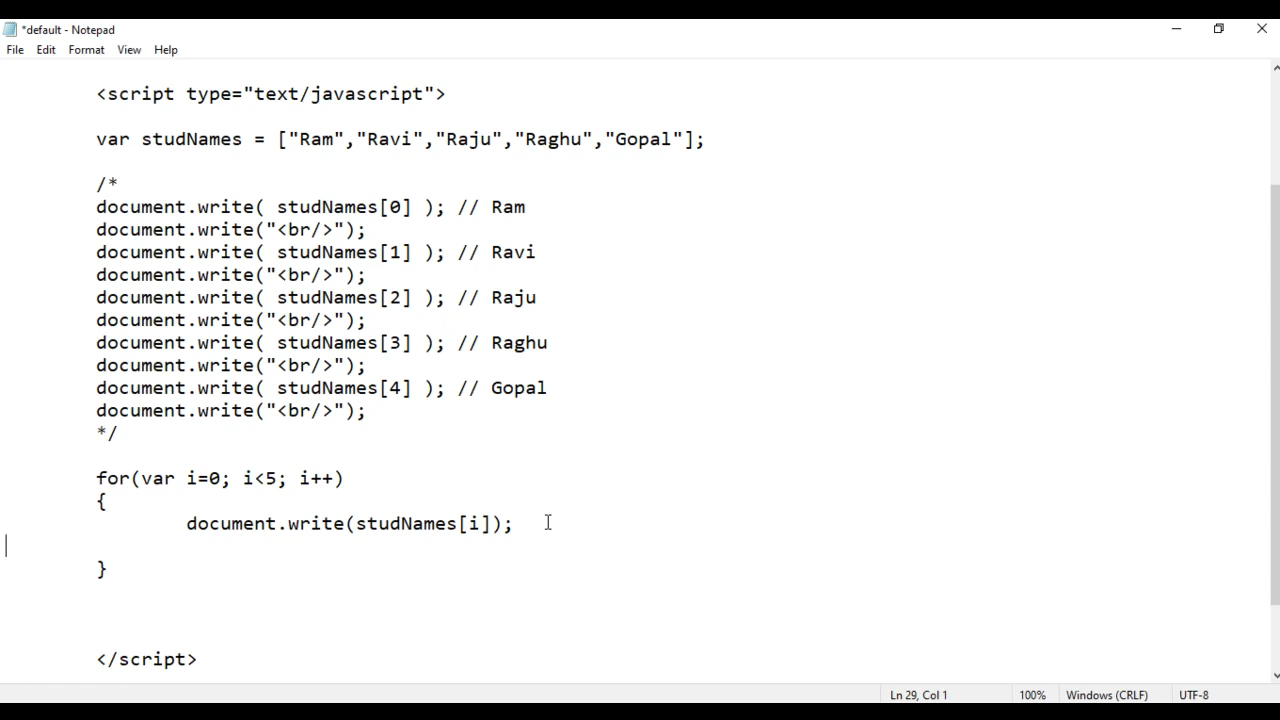 *default - Notepad
File Edit Format View Help
<script type="text/javascript">
var studNames = ["Ram","Ravi","Raju","Raghu","Gopal"];
/*
document.write( studNames[0] ); // Ram
document.write("<br/>");
document.write( studNames[1] ); // Ravi
document.write("<br/>");
document.write( studNames[2] ); // Raju
document.write("<br/>");
document.write( studNames[3] ); // Raghu
document.write("<br/>");
document.write( studNames[4] ); // Gopal
document.write("<br/>");
*/
for(var i=0; i<5; i++)
{
document.write(studNames[i]);
}
</script>
Ln 29, Col 1 100% Windows (CRLF) UTF-8